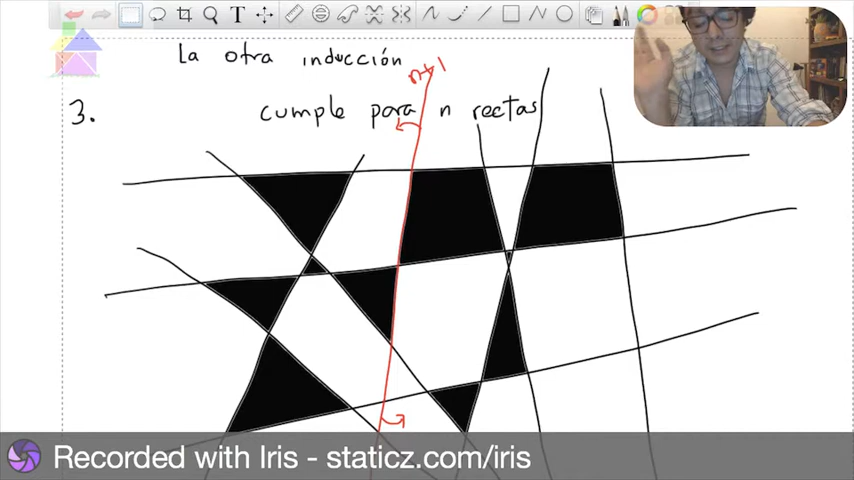 La otra inducción
n+1
3. cumple para n rectas
Recorded with Iris - staticz.com/iris